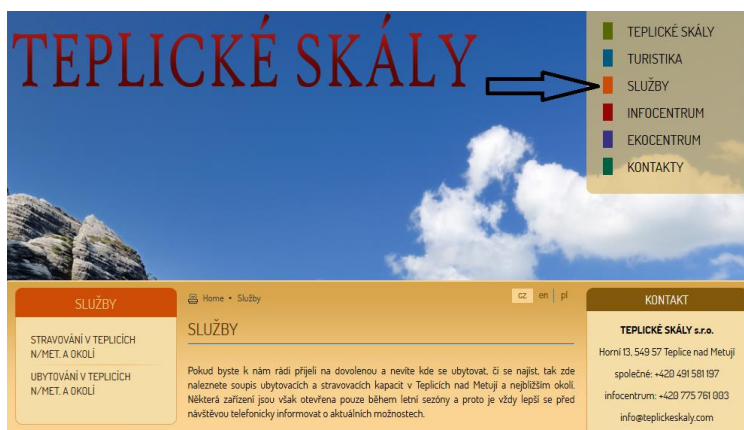 TEPLICKÉ SKÁLY
TEPLICKÉ SKÁLY
TURISTIKA
SLUŽBY
INFOCENTRUM
EKOCENTRUM
KONTAKTY
SLUŽBY
STRAVOVÁNÍ V TEPLICÍCH
N/MET. A OKOLÍ
UBYTOVÁNÍ V TEPLICÍCH
N/MET. A OKOLÍ
Home • Služby
cz en pl
SLUŽBY
Pokud byste k nám rádi přijeli na dovolenou a nevíte kde se ubytovat, či se najíst, tak zde
naleznete soupis ubytovacích a stravovacích kapacit v Teplicích nad Metují a nejbližším okolí.
Některá zařízení jsou však otevřena pouze během letní sezóny a proto je vždy lepší se před
návštěvou telefonicky informovat o aktuálních možnostech.
KONTAKT
TEPLICKÉ SKÁLY s.r.o.
Horní 13, 549 57 Teplice nad Metují
společné: +420 491 581 197
infocentrum: +420 775 761 003
info@teplickeskaly.com